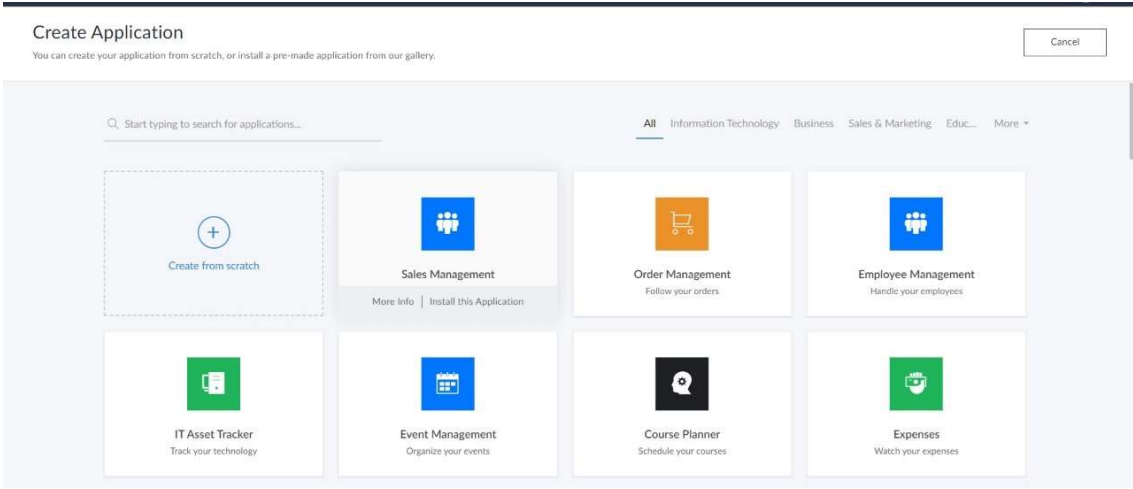 Create Application
You can create your application from scratch, or install a pre-made application from our gallery.
Cancel
Start typing to search for applications...
All Information Technology Business Sales & Marketing Educ... More
Create from scratch
Sales Management
More Info | Install this Application
Order Management
Follow your orders
Employee Management
Handle your employees
IT Asset Tracker
Track your technology
Event Management
Organize your events
Course Planner
Schedule your courses
Expenses
Watch your expenses